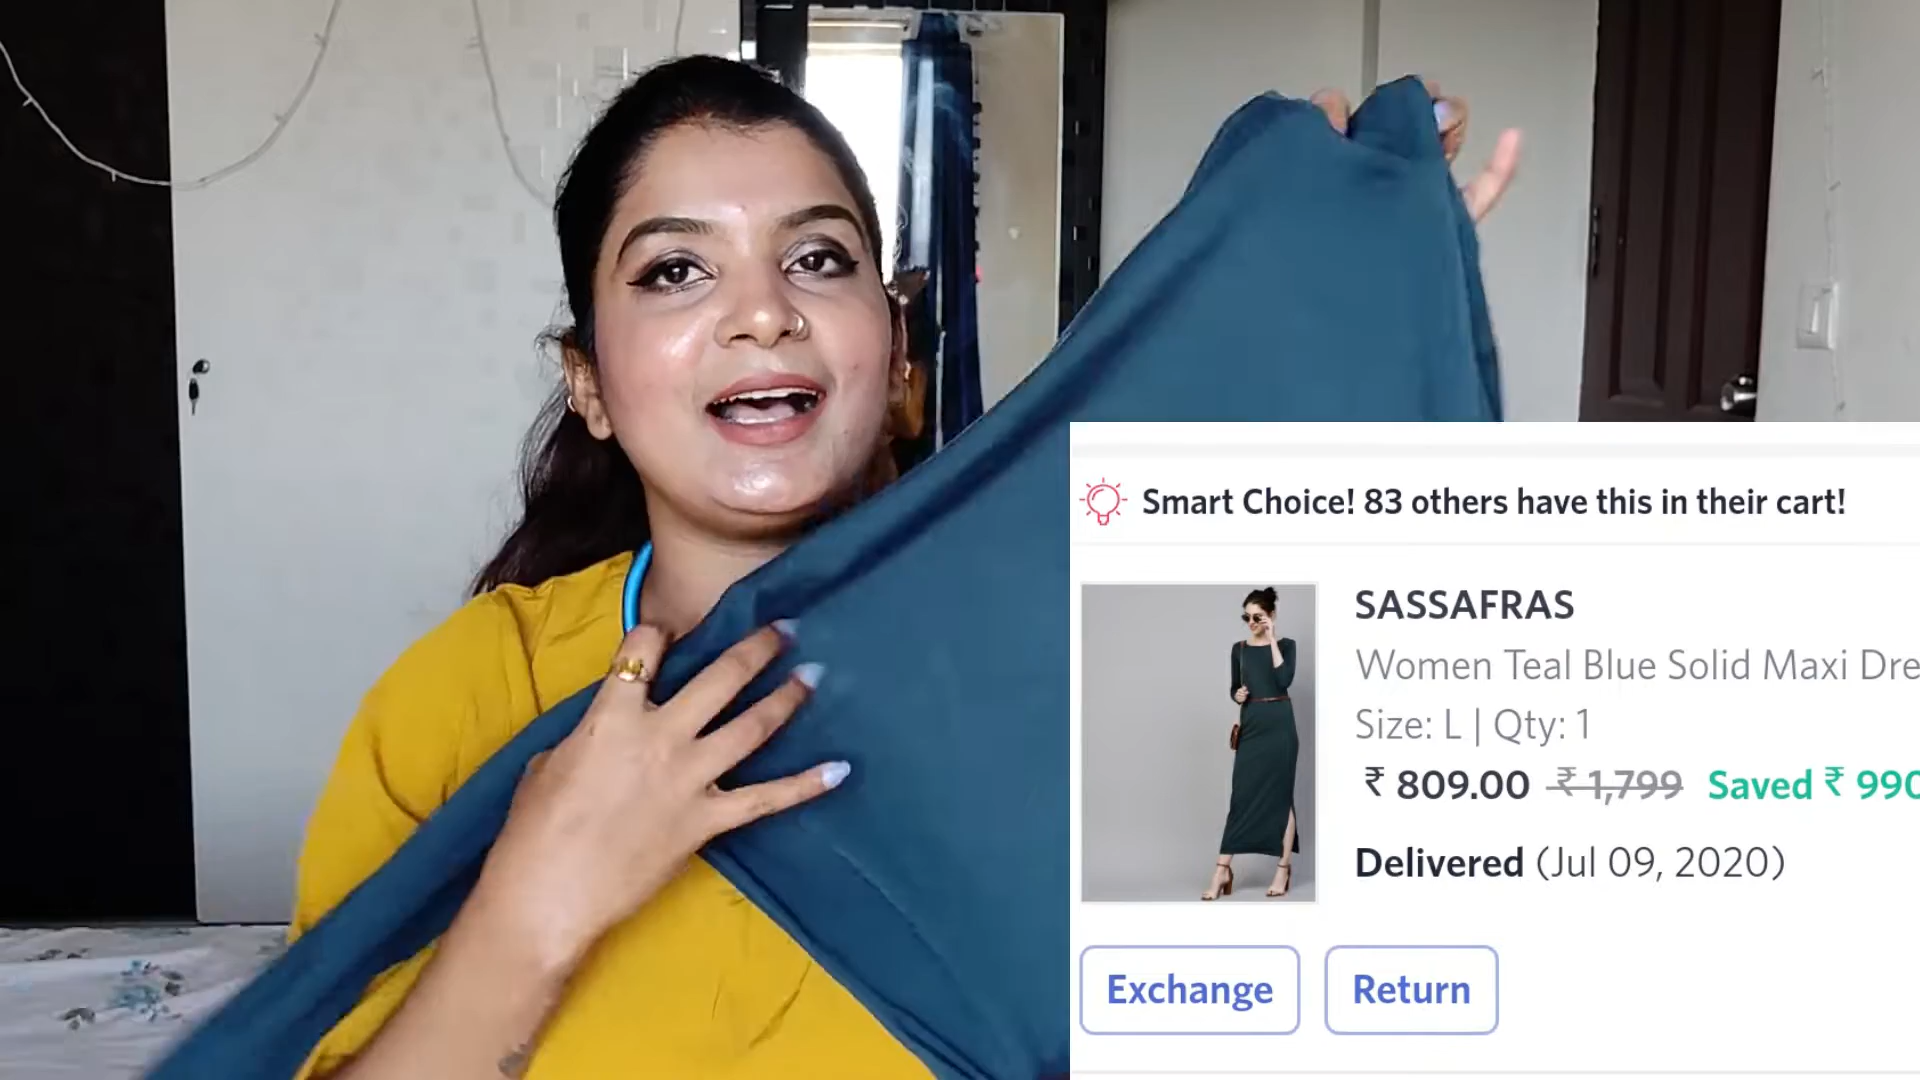 Smart Choice! 83 others have this in their cart!
SASSAFRAS
Women Teal Blue Solid Maxi Dre
Size: L | Qty: 1
₹ 809.00 ₹ 1,799 Saved ₹ 990
Delivered (Jul 09, 2020)
Exchange Return